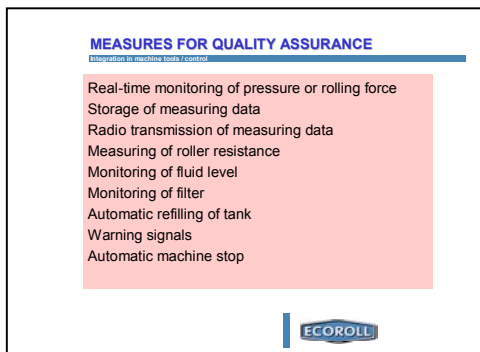 MEASURES FOR QUALITY ASSURANCE
Integration in machine tools / control
Real-time monitoring of pressure or rolling force
Storage of measuring data
Radio transmission of measuring data
Measuring of roller resistance
Monitoring of fluid level
Monitoring of filter
Automatic refilling of tank
Warning signals
Automatic machine stop
ECOROLL